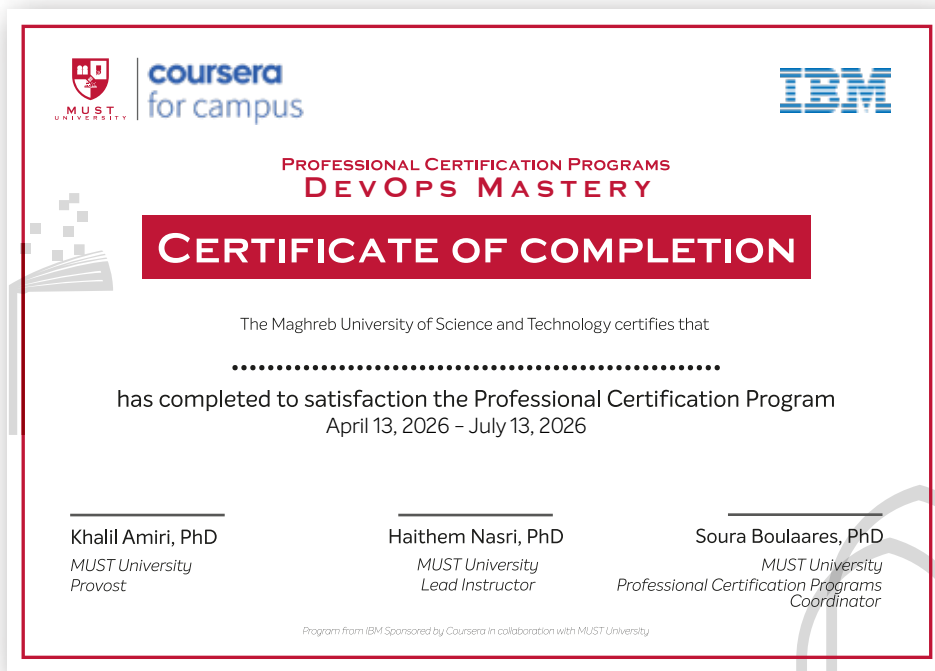 MUST
UNIVERSITY
coursera
for campus
IBM
PROFESSIONAL CERTIFICATION PROGRAMS
DEVOPS MASTERY
CERTIFICATE OF COMPLETION
The Maghreb University of Science and Technology certifies that
........................................................
has completed to satisfaction the Professional Certification Program
April 13, 2026 – July 13, 2026
Khalil Amiri, PhD
MUST University
Provost
Haithem Nasri, PhD
MUST University
Lead Instructor
Soura Boulaares, PhD
MUST University
Professional Certification Programs
Coordinator
Program from IBM Sponsored by Coursera in collaboration with MUST University